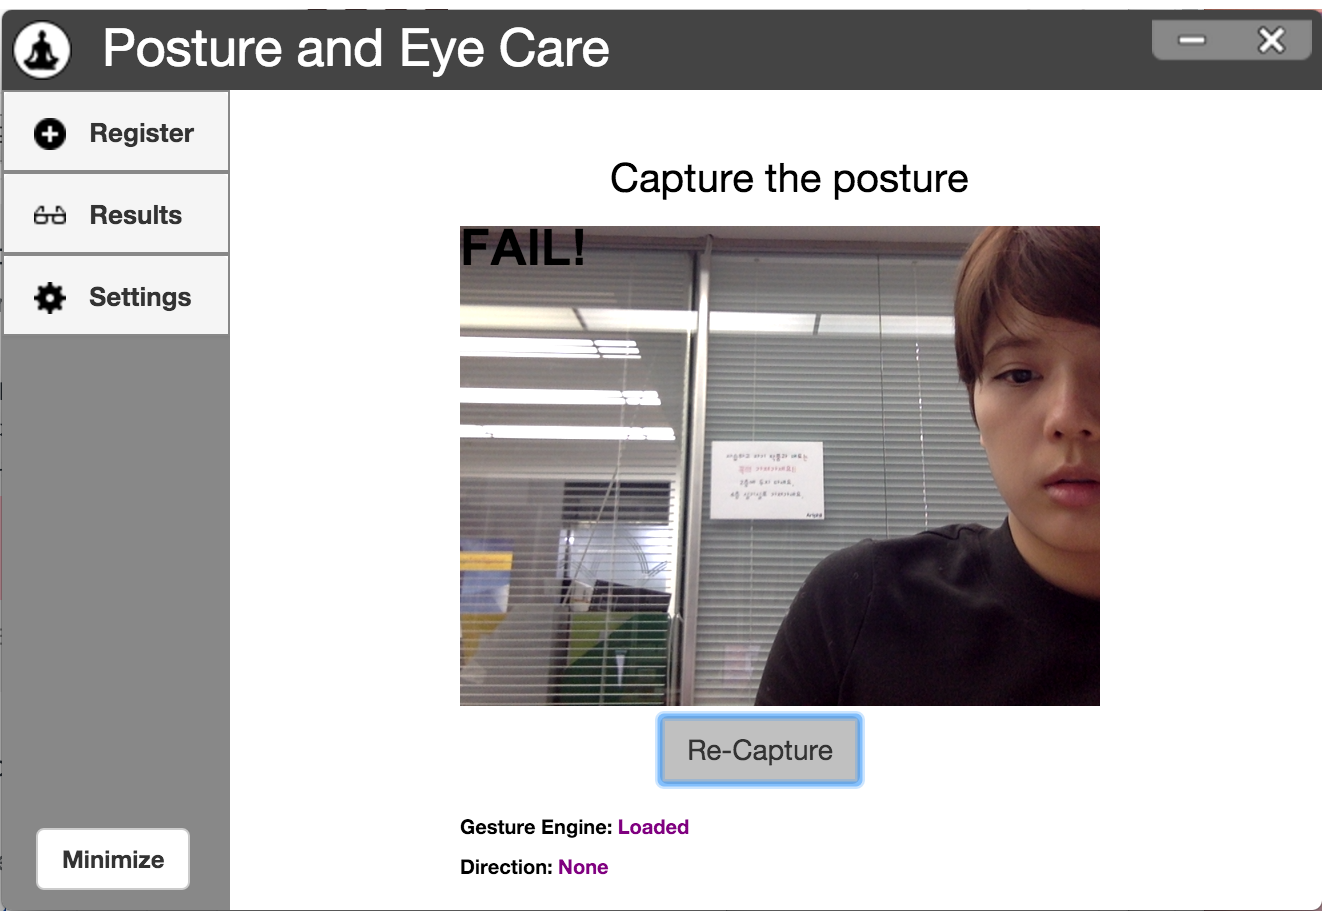 Posture and Eye Care
Register
Results
Settings
Minimize
Capture the posture
FAIL!
Re-Capture
Gesture Engine: Loaded
Direction: None